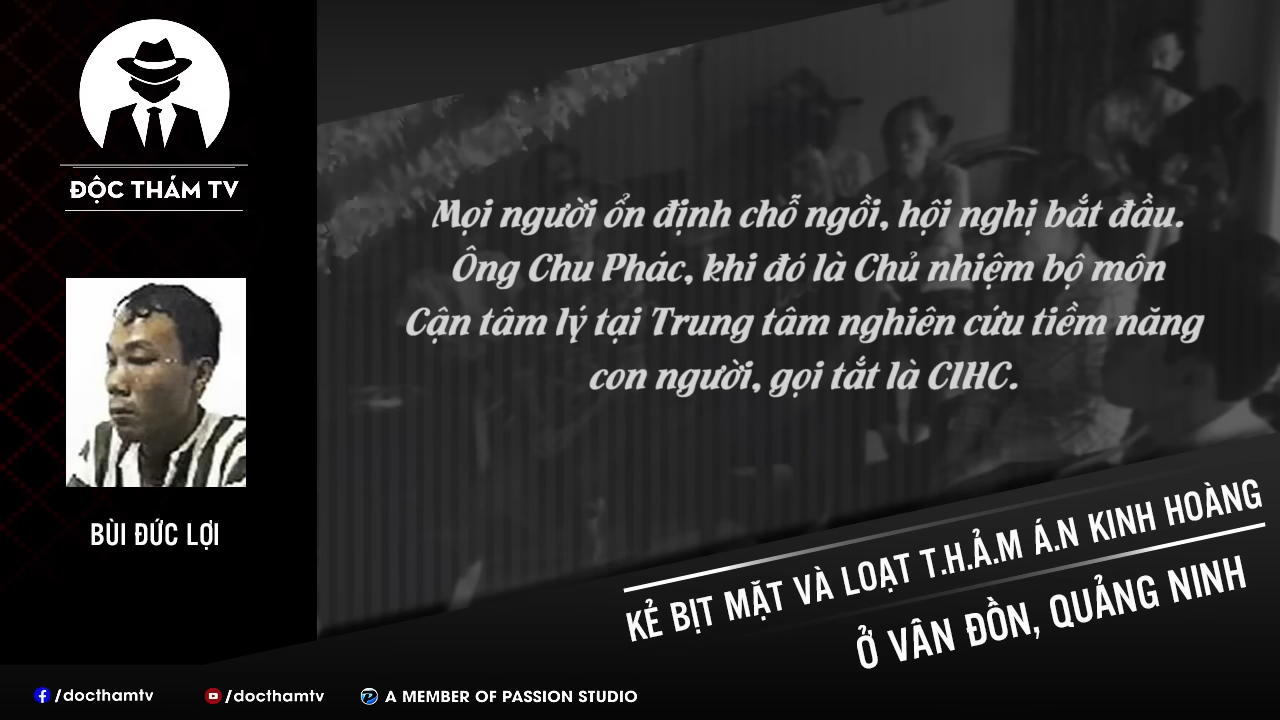 ĐỘC THÁM TV
BÙI ĐỨC LỢI
Mọi người ổn định chỗ ngồi, hội nghị bắt đầu.
Ông Chu Phác, khi đó là Chủ nhiệm bộ môn
Cận tâm lý tại Trung tâm nghiên cứu tiềm năng
con người, gọi tắt là CIHC.
KẺ BỊT MẶT VÀ LOẠT T.H.Ả.M Á.N KINH HOÀNG
Ở VÂN ĐỒN, QUẢNG NINH
/docthamtv
/docthamtv
A MEMBER OF PASSION STUDIO